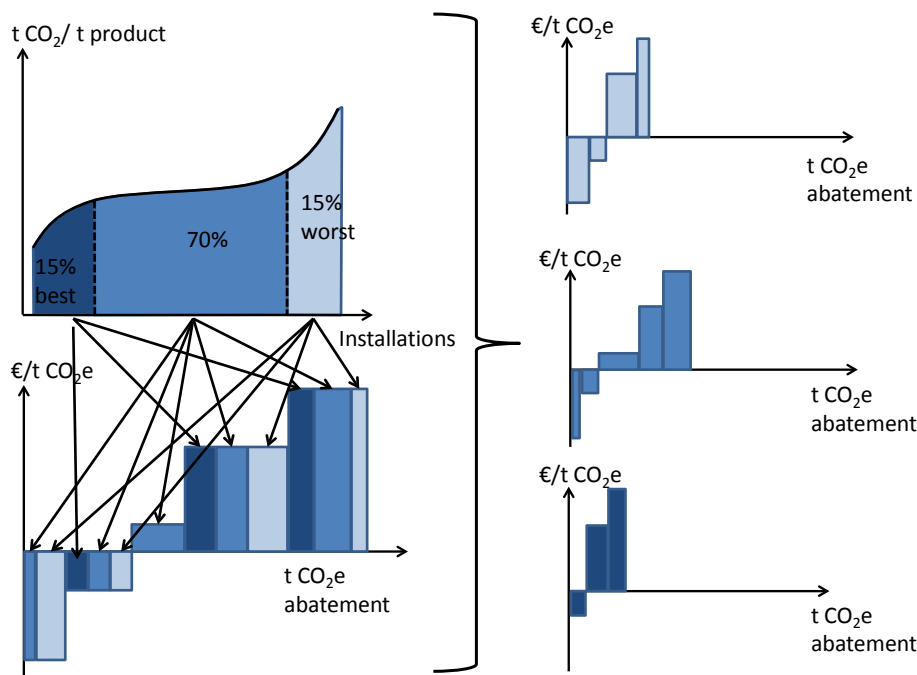 t CO₂/ t product
15%
best
70%
15%
worst
Installations
€/t CO₂e
t CO₂e
abatement
€/t CO₂e
t CO₂e
abatement
€/t CO₂e
t CO₂e
abatement
€/t CO₂e
t CO₂e
abatement